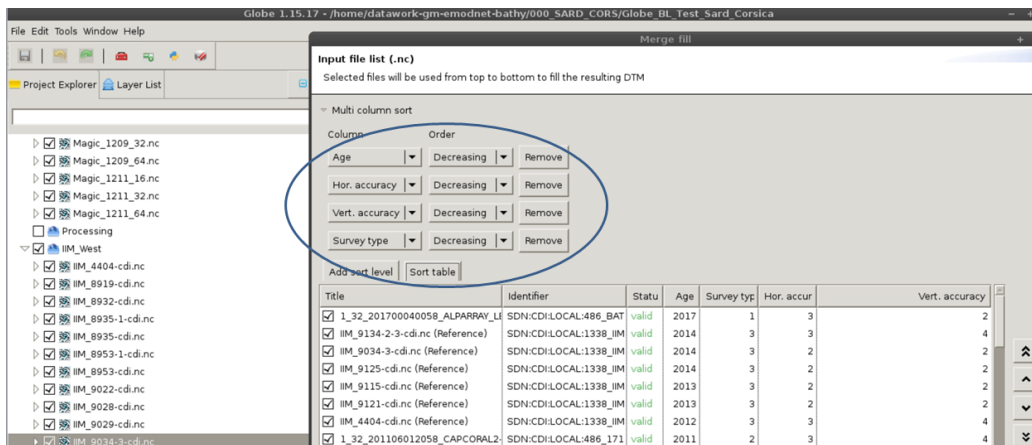 Globe 1.15.17 - /home/datawork-gm-emodnet-bathy/000_SARD_CORS/Globe_BL_Test_Sard_Corsica
File Edit Tools Window Help
Project Explorer Layer List
Magic_1209_32.nc
Magic_1209_64.nc
Magic_1211_16.nc
Magic_1211_32.nc
Magic_1211_64.nc
Processing
IIM_West
IIM_4404-cdi.nc
IIM_8919-cdi.nc
IIM_8932-cdi.nc
IIM_8935-1-cdi.nc
IIM_8935-cdi.nc
IIM_8953-1-cdi.nc
IIM_8953-cdi.nc
IIM_9022-cdi.nc
IIM_9028-cdi.nc
IIM_9029-cdi.nc
IIM_9034-3-cdi.nc
Merge fill
Input file list (.nc)
Selected files will be used from top to bottom to fill the resulting DTM
Multi column sort
Column Order
Age Decreasing Remove
Hor. accuracy Decreasing Remove
Vert. accuracy Decreasing Remove
Survey type Decreasing Remove
Add sort level Sort table
Title Identifier Statu Age Survey typ Hor. accur Vert. accuracy
1_32_201700040058_ALPARRAY_LI SDN:CDI:LOCAL:486_BAT valid 2017 1 3 2
IIM_9134-2-3-cdi.nc (Reference) SDN:CDI:LOCAL:1338_IIM valid 2014 3 3 4
IIM_9034-3-cdi.nc (Reference) SDN:CDI:LOCAL:1338_IIM valid 2014 3 2 2
IIM_9125-cdi.nc (Reference) SDN:CDI:LOCAL:1338_IIM valid 2014 3 2 2
IIM_9115-cdi.nc (Reference) SDN:CDI:LOCAL:1338_IIM valid 2013 3 2 2
IIM_9121-cdi.nc (Reference) SDN:CDI:LOCAL:1338_IIM valid 2013 3 2 2
IIM_4404-cdi.nc (Reference) SDN:CDI:LOCAL:1338_IIM valid 2012 3 3 4
1_32_201106012058_CAPCORAL2- SDN:CDI:LOCAL:486_171 valid 2011 2 3 4